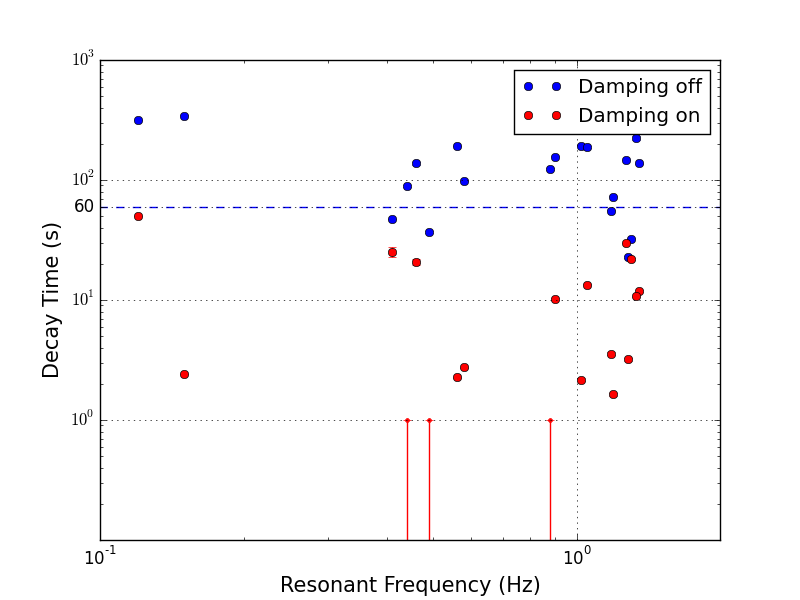 10³
Damping off
Damping on
10²
60
10¹
10⁰
10⁻¹ 10⁰
Decay Time (s)
Resonant Frequency (Hz)